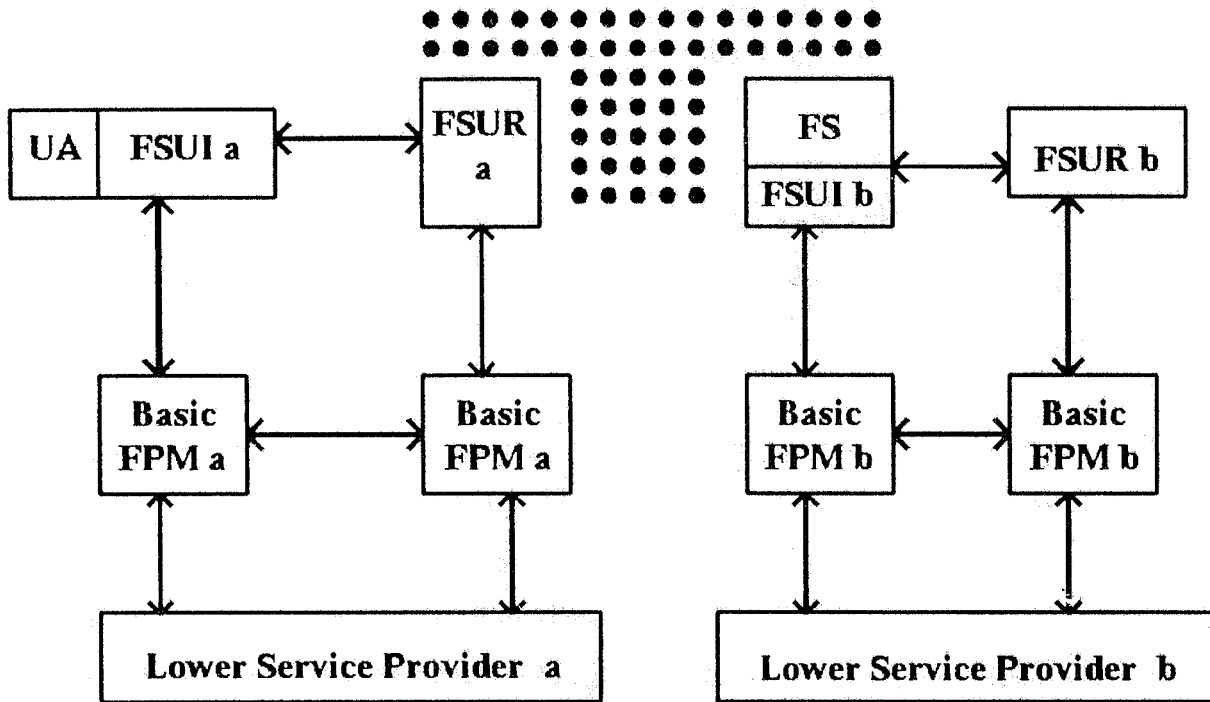 UA
FSUI a
FSUR
a
FS
FSUI b
FSUR b
Basic
FPM a
Basic
FPM a
Basic
FPM b
Basic
FPM b
Lower Service Provider a
Lower Service Provider b